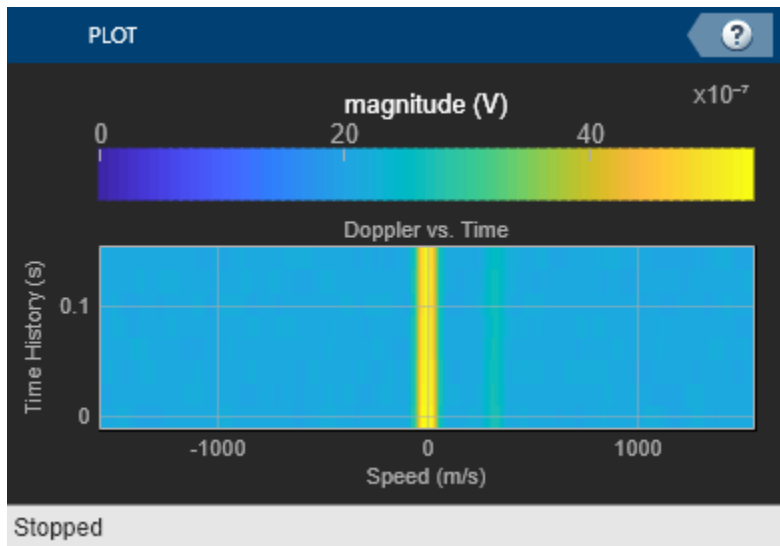 PLOT
?
magnitude (V)
x10⁻⁷
0 20 40
Doppler vs. Time
Time History (s)
0.1
0
-1000 0 1000
Speed (m/s)
Stopped